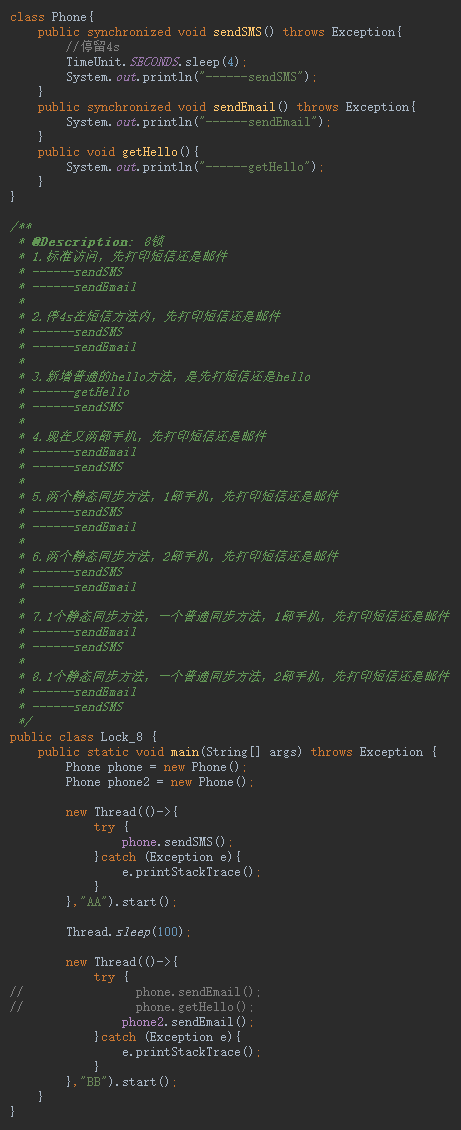 class Phone{
    public synchronized void sendSMS() throws Exception{
        //停留4s
        TimeUnit.SECONDS.sleep(4);
        System.out.println("------sendSMS");
    }
    public synchronized void sendEmail() throws Exception{
        System.out.println("------sendEmail");
    }
    public void getHello(){
        System.out.println("------getHello");
    }
}
/**
 * @Description: 8锁
 * 1.标准访问，先打印短信还是邮件
 * ------sendSMS
 * ------sendEmail
 *
 * 2.停4s在短信方法内，先打印短信还是邮件
 * ------sendSMS
 * ------sendEmail
 *
 * 3.新增普通的hello方法，是先打短信还是hello
 * ------getHello
 * ------sendSMS
 *
 * 4.现在又两部手机，先打印短信还是邮件
 * ------sendEmail
 * ------sendSMS
 *
 * 5.两个静态同步方法，1部手机，先打印短信还是邮件
 * ------sendSMS
 * ------sendEmail
 *
 * 6.两个静态同步方法，2部手机，先打印短信还是邮件
 * ------sendSMS
 * ------sendEmail
 *
 * 7.1个静态同步方法，一个普通同步方法，1部手机，先打印短信还是邮件
 * ------sendEmail
 * ------sendSMS
 *
 * 8.1个静态同步方法，一个普通同步方法，2部手机，先打印短信还是邮件
 * ------sendEmail
 * ------sendSMS
 */
public class Lock_8 {
    public static void main(String[] args) throws Exception {
        Phone phone = new Phone();
        Phone phone2 = new Phone();
        new Thread(()->{
            try {
                phone.sendSMS();
            }catch (Exception e){
                e.printStackTrace();
            }
        },"AA").start();
        Thread.sleep(100);
        new Thread(()->{
            try {
//                phone.sendEmail();
//                phone.getHello();
                phone2.sendEmail();
            }catch (Exception e){
                e.printStackTrace();
            }
        },"BB").start();
    }
}